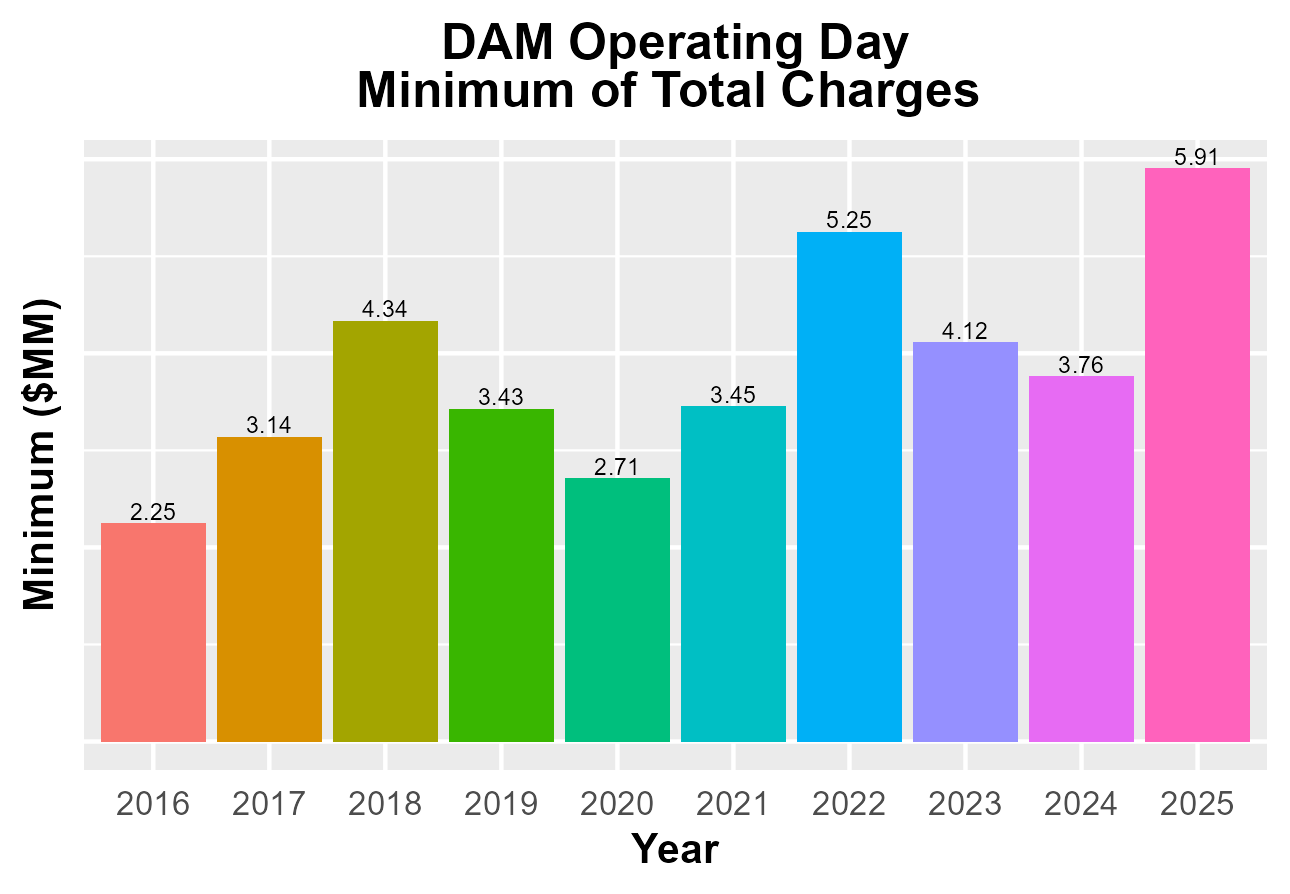 DAM Operating Day
Minimum of Total Charges
Minimum ($MM)
2.25
3.14
4.34
3.43
2.71
3.45
5.25
4.12
3.76
5.91
2016 2017 2018 2019 2020 2021 2022 2023 2024 2025
Year